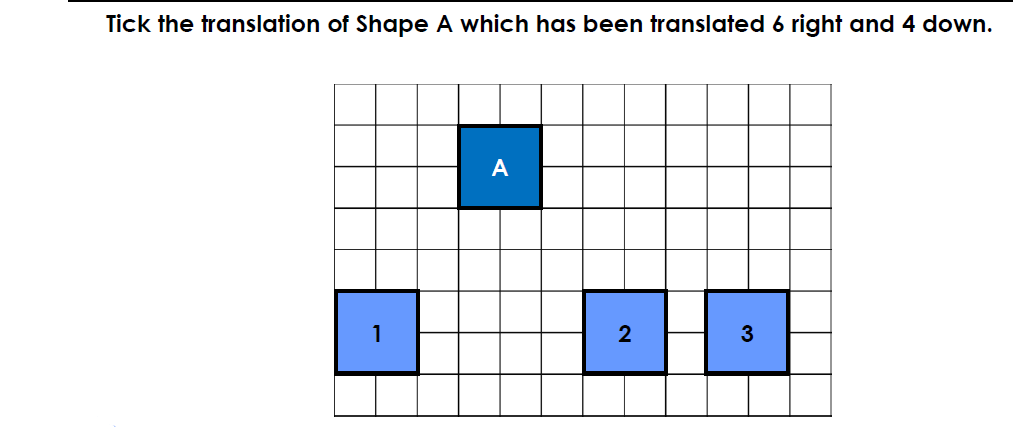 Tick the translation of Shape A which has been translated 6 right and 4 down.
A
1
2
3